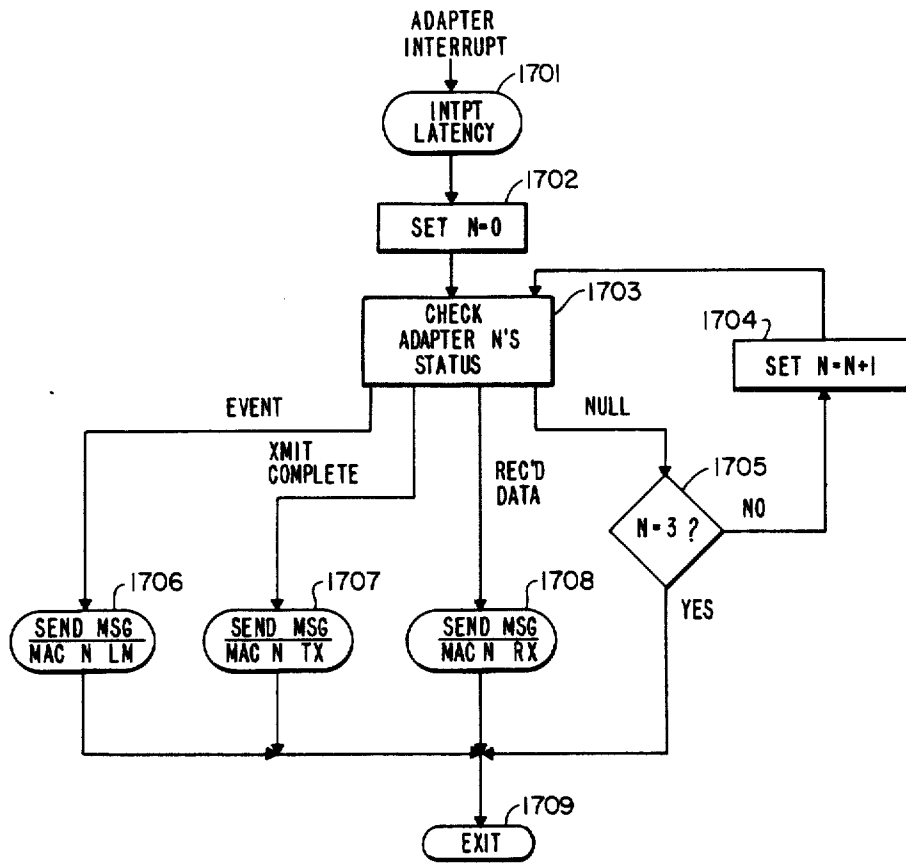 ADAPTER
INTERRUPT
1701
INTPT
LATENCY
1702
SET N=0
1703
CHECK
ADAPTER N'S
STATUS
1704
SET N=N+1
EVENT
XMIT
COMPLETE
REC'D
DATA
NULL
1705
N=3 ?
NO
YES
1706
SEND MSG
MAC N LM
1707
SEND MSG
MAC N TX
1708
SEND MSG
MAC N RX
1709
EXIT